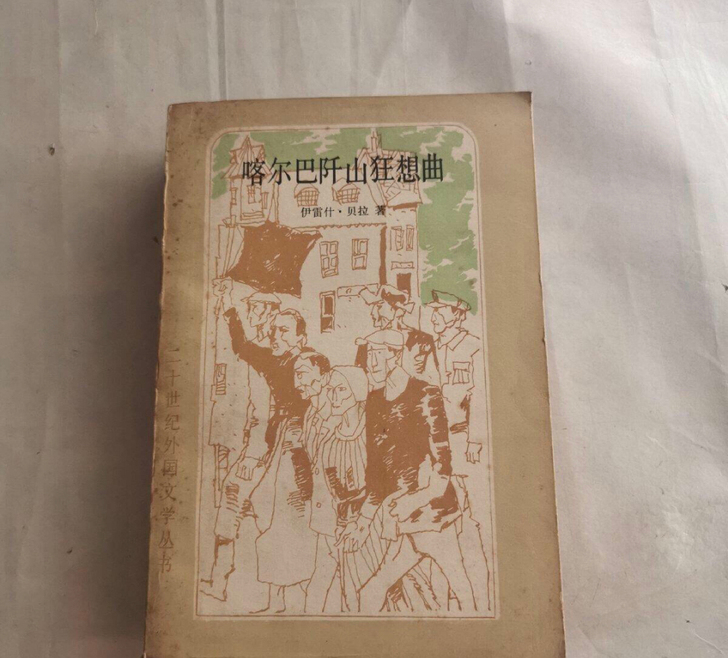 喀尔巴阡山狂想曲
伊雷什·贝拉 著
二十世纪外国文学丛书